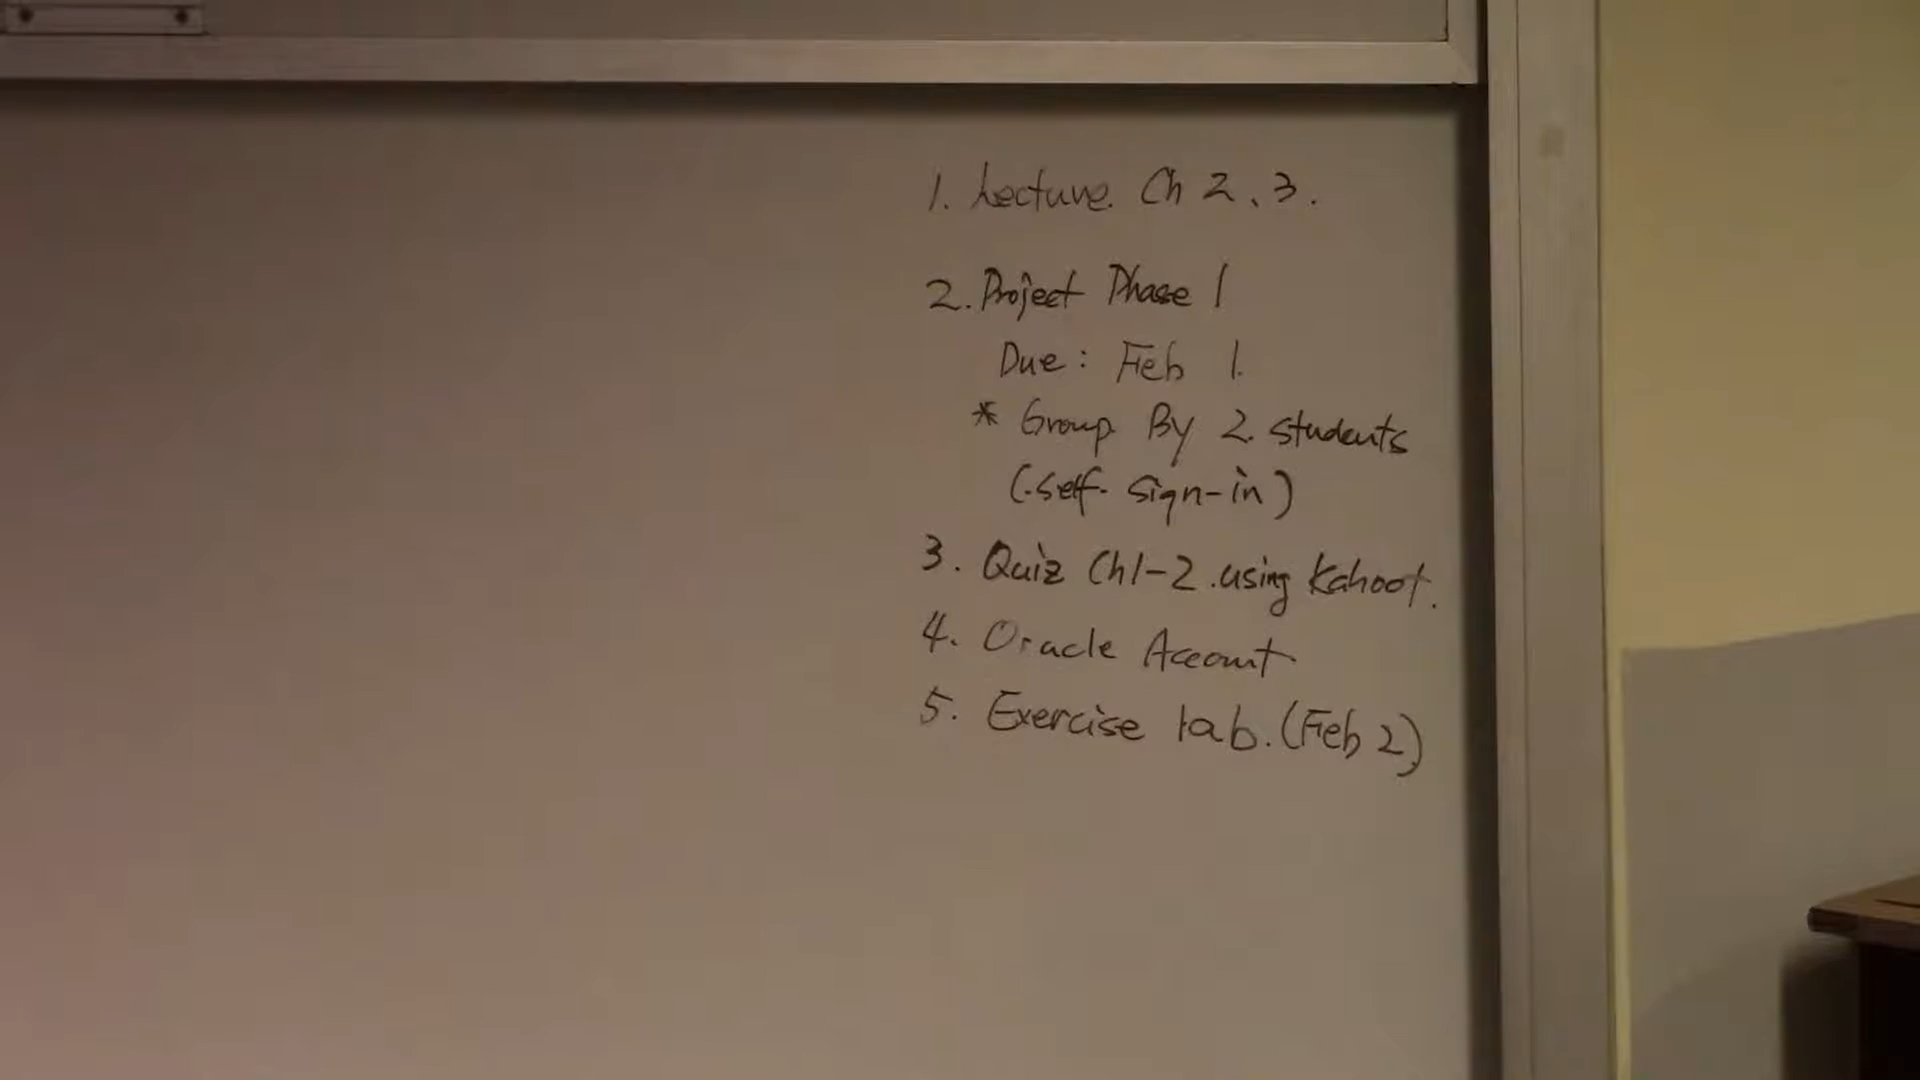 1. Lecture. Ch 2、3.
2. Project Phase 1
Due: Feb 1.
* Group By 2 students
(self- sign-in)
3. Quiz Ch1-2 using Kahoot.
4. Oracle Account
5. Exercise lab. (Feb 2)